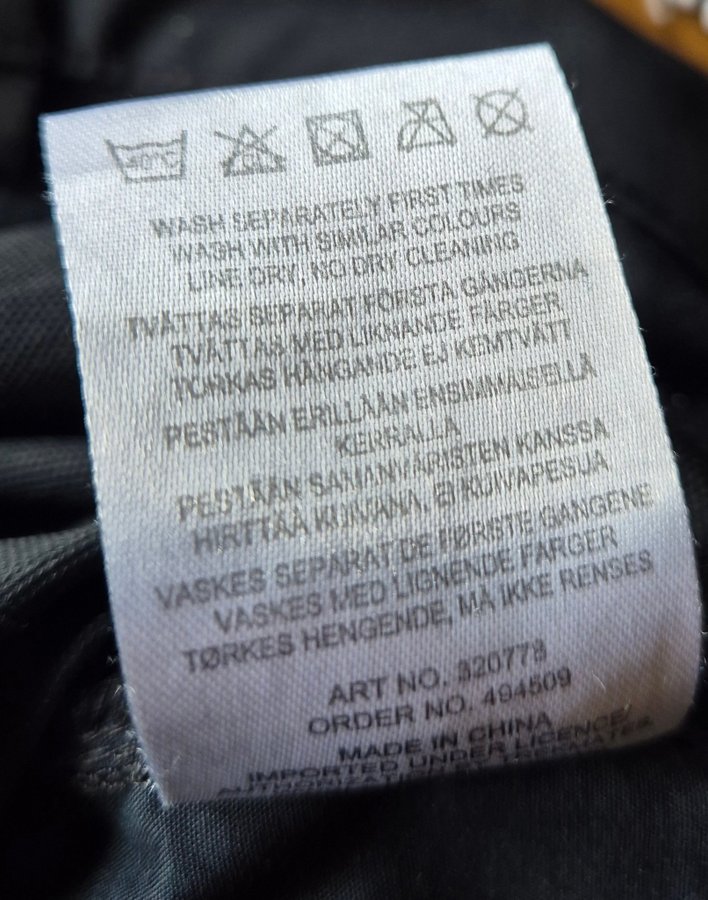 40°C
WASH SEPARATELY FIRST TIMES
WASH WITH SIMILAR COLOURS
LINE DRY, NO DRY CLEANING
TVÄTTAS SEPARAT FÖRSTA GÅNGERNA
TVÄTTAS MED LIKNANDE FÄRGER
TORKAS HÄNGANDE EJ KEMTVÄTT
PESTÄÄN ERILLÄÄN ENSIMMÄISELLÄ
KERRALLA
PESTÄÄN SAMANVÄRISTEN KANSSA
HIRTTÄÄ KUIVANA, EI KUIVAPESUA
VASKES SEPARAT DE FØRSTE GANGENE
VASKES MED LIGNENDE FARGER
TØRKES HENGENDE, MÅ IKKE RENSES
ART NO. 320778
ORDER NO. 494509
MADE IN CHINA
IMPORTED UNDER LICENCE